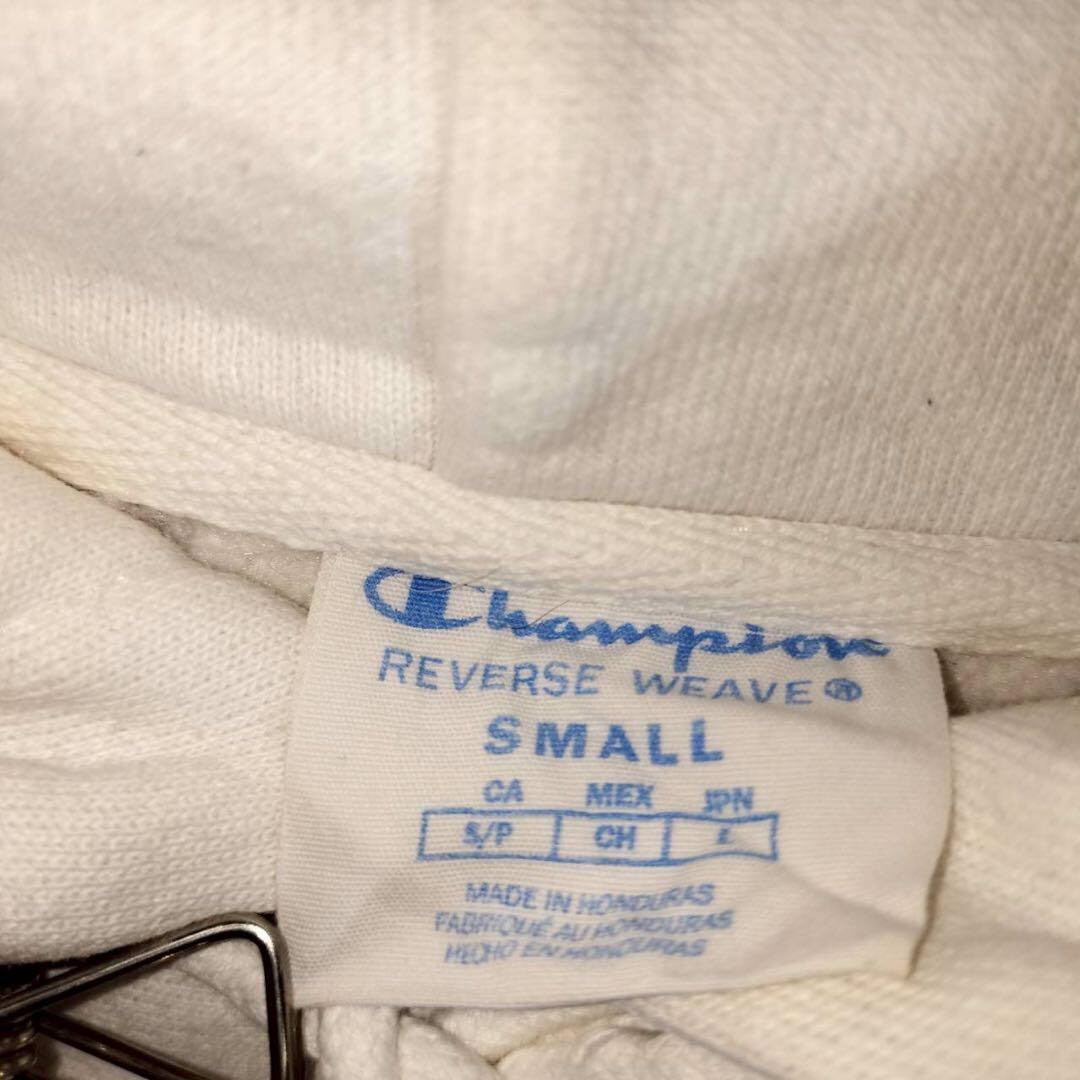 Champion
REVERSE WEAVE®
SMALL
CA MEX JPN
S/P CH L
MADE IN HONDURAS
FABRIQUÉ AU HONDURAS
HECHO EN HONDURAS